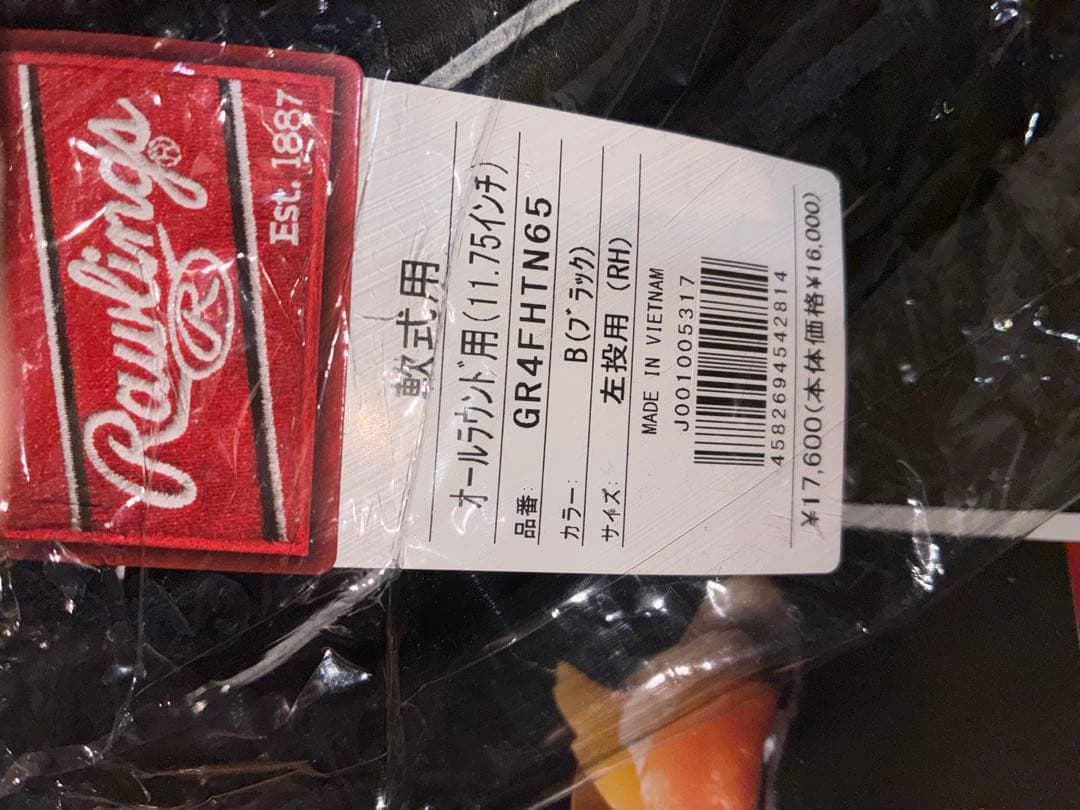 Rawlings®
R
Est. 1887
軟式用
オールラウンド用(11.75インチ)
品番: GR4FHTN65
カラー: B(ブラック)
サイズ: 左投用 (RH)
MADE IN VIETNAM
J00100531​7
4582694542814
¥17,600(本体価格¥16,000)